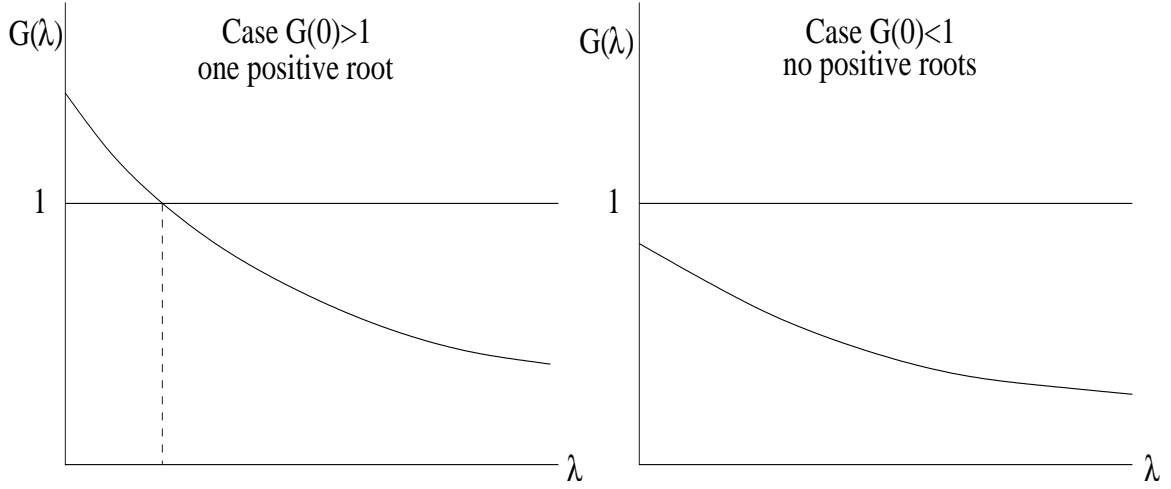 G(λ)
Case G(0)>1
one positive root
1
λ
G(λ)
Case G(0)<1
no positive roots
1
λ